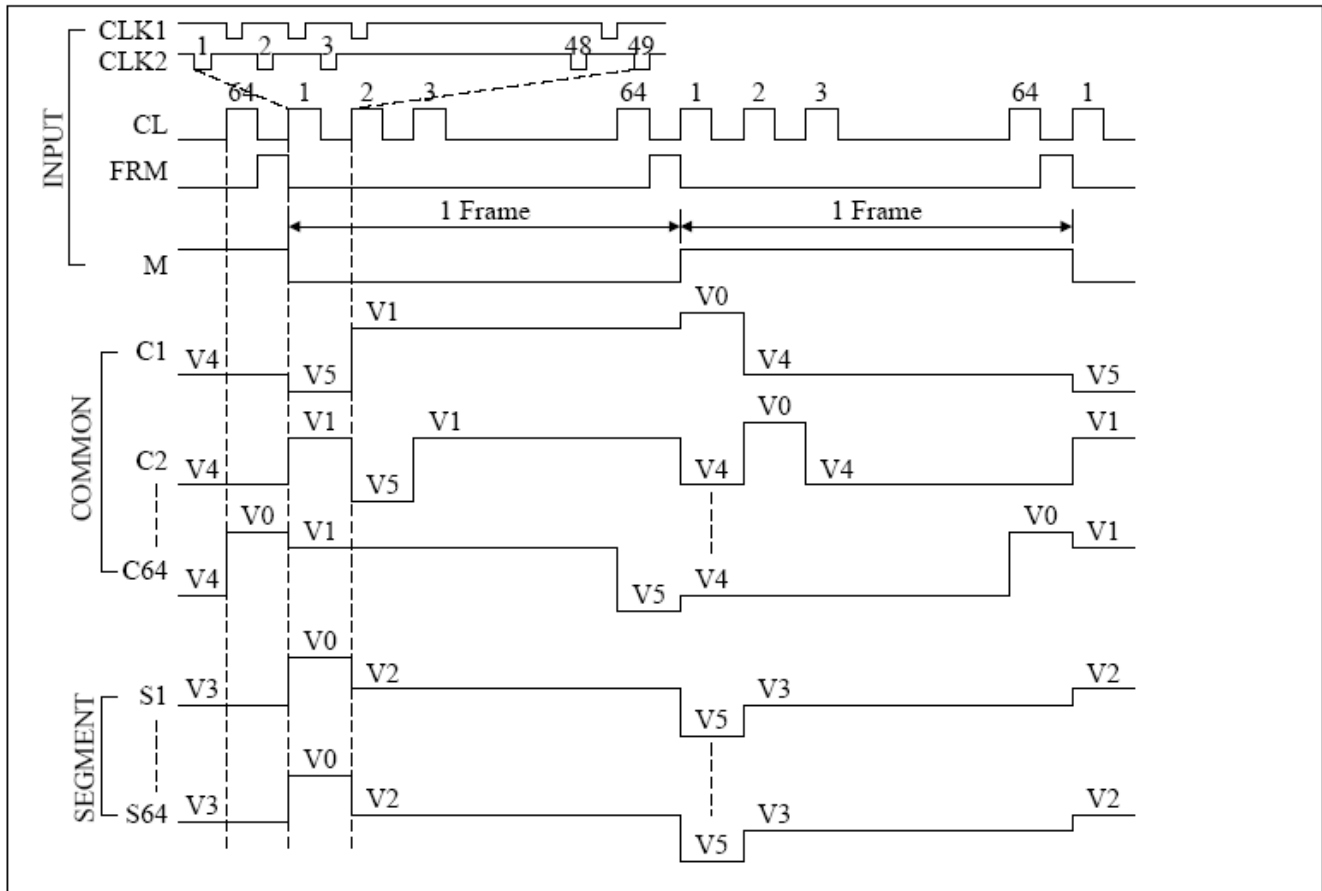 CLK1
1 2 3 48 49
CLK2
64 1 2 3 64 1 2 3 64 1
CL
FRM
INPUT
1 Frame 1 Frame
M
V0
V1
C1 V4 V4
V5 V5
V0
V1 V1 V1
C2 V4 V4 V4
V5
COMMON
V0 V1 V0 V1
C64 V4 V5 V4
V0
V2 V3 V2
S1 V3
V5
SEGMENT
V0
V2 V3 V2
S64 V3
V5